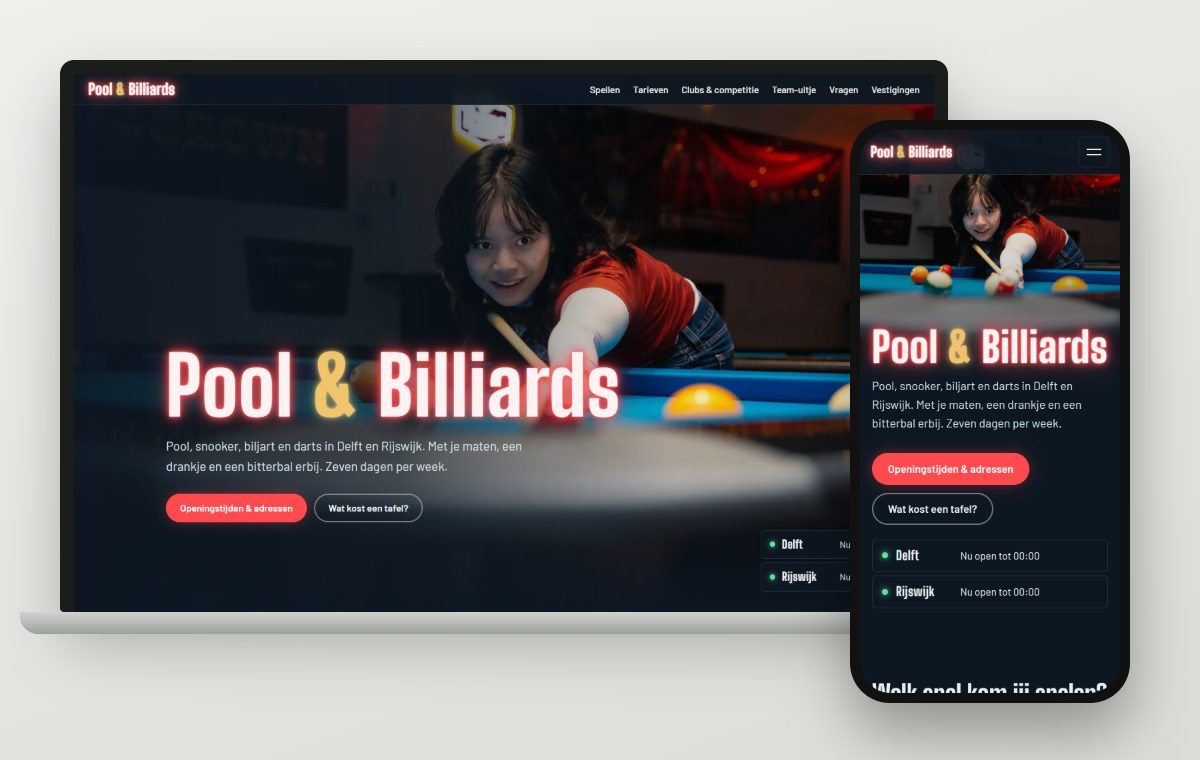 Pool & Billiards
Spellen Tarieven Clubs & competitie Team-uitje Vragen Vestigingen
Pool & Billiards
Pool, snooker, biljart en darts in Delft en Rijswijk. Met je maten, een
drankje en een bitterbal erbij. Zeven dagen per week.
Openingstijden & adressen
Wat kost een tafel?
Delft Nu
Rijswijk Nu
Pool & Billiards
Pool & Billiards
Pool, snooker, biljart en darts in Delft en
Rijswijk. Met je maten, een drankje en een
bitterbal erbij. Zeven dagen per week.
Openingstijden & adressen
Wat kost een tafel?
Delft Nu open tot 00:00
Rijswijk Nu open tot 00:00